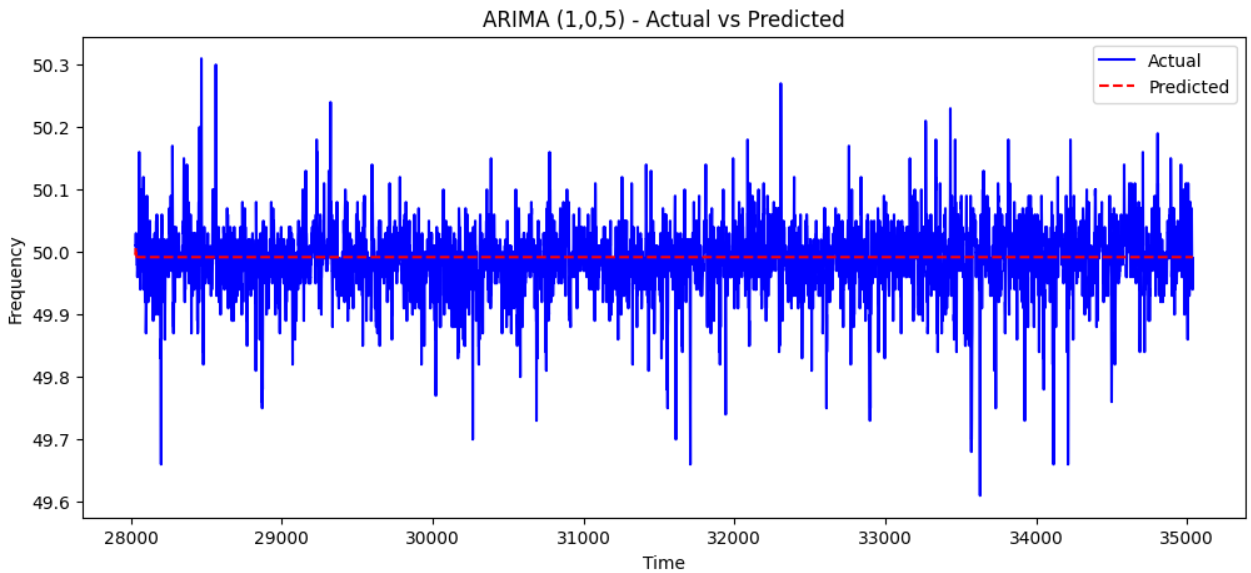 ARIMA (1,0,5) - Actual vs Predicted
Actual
Predicted
50.3
50.2
50.1
50.0
49.9
49.8
49.7
49.6
Frequency
28000 29000 30000 31000 32000 33000 34000 35000
Time